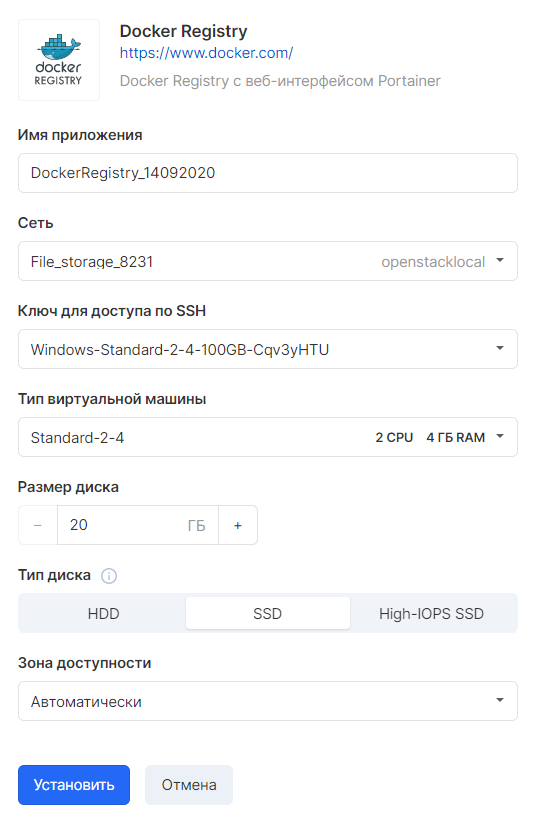 docker
REGISTRY
Docker Registry
https://www.docker.com/
Docker Registry с веб-интерфейсом Portainer
Имя приложения
DockerRegistry_14092020
Сеть
File_storage_8231 openstacklocal
Ключ для доступа по SSH
Windows-Standard-2-4-100GB-Cqv3yHTU
Тип виртуальной машины
Standard-2-4 2 CPU 4 ГБ RAM
Размер диска
− 20 ГБ +
Тип диска i
HDD SSD High-IOPS SSD
Зона доступности
Автоматически
Установить Отмена